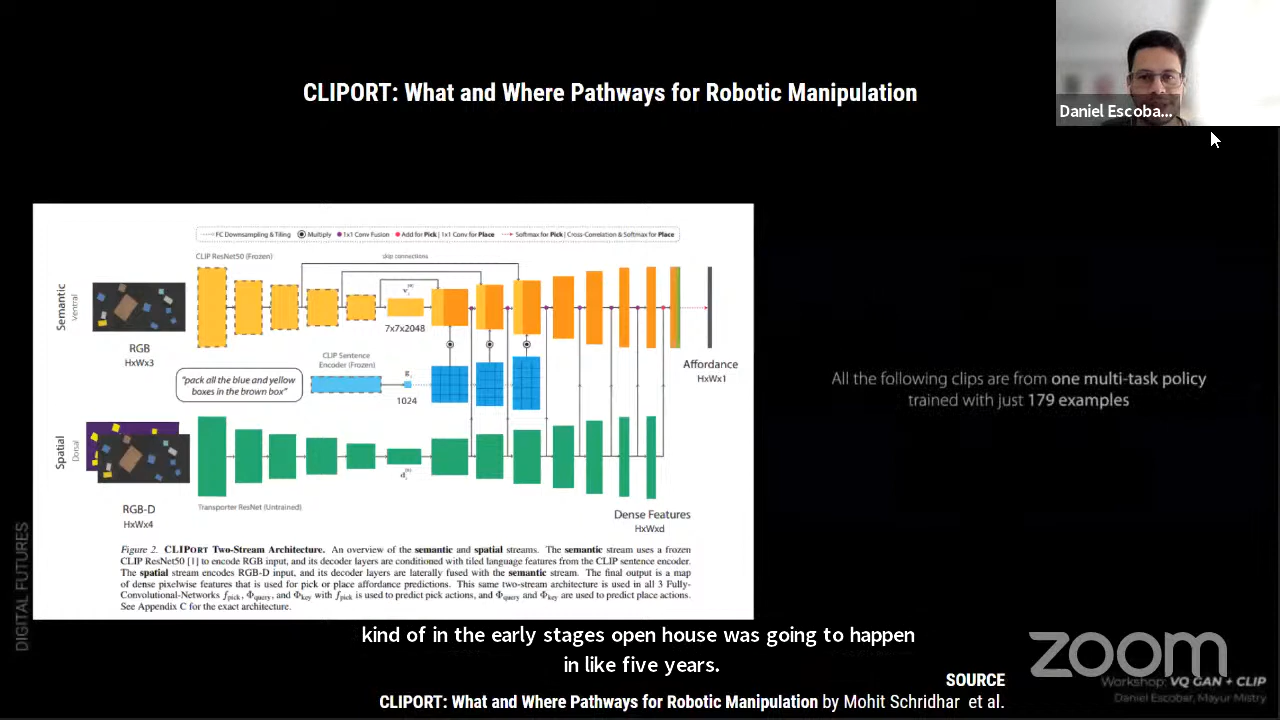 CLIPORT: What and Where Pathways for Robotic Manipulation
Daniel Escoba...
FC Downsampling & Tiling Multiply 1x1 Conv Fusion Add for Pick | 1x1 Conv for Place Softmax for Pick | Cross-Correlation & Softmax for Place
CLIP ResNet50 (Frozen)
skip connections
Semantic
Ventral
RGB
HxWx3
7x7x2048
CLIP Sentence
Encoder (Frozen)
"pack all the blue and yellow
boxes in the brown box"
1024
Affordance
HxWx1
Spatial
Dorsal
RGB-D
HxWx4
Transporter ResNet (Untrained)
Dense Features
HxWxd
Figure 2. CLIPORT Two-Stream Architecture. An overview of the semantic and spatial streams. The semantic stream uses a frozen
CLIP ResNet50 [1] to encode RGB input, and its decoder layers are conditioned with tiled language features from the CLIP sentence encoder.
The spatial stream encodes RGB-D input, and its decoder layers are laterally fused with the semantic stream. The final output is a map
of dense pixelwise features that is used for pick or place affordance predictions. This same two-stream architecture is used in all 3 Fully-
Convolutional-Networks fpick, Φquery, and Φkey with fpick is used to predict pick actions, and Φquery and Φkey are used to predict place actions.
See Appendix C for the exact architecture.
All the following clips are from one multi-task policy
trained with just 179 examples
DIGITAL FUTURES
kind of in the early stages open house was going to happen
in like five years.
SOURCE
CLIPORT: What and Where Pathways for Robotic Manipulation by Mohit Schridhar et al.
zoom
Workshop: VQ GAN + CLIP
Daniel Escobar, Mayur Mistry